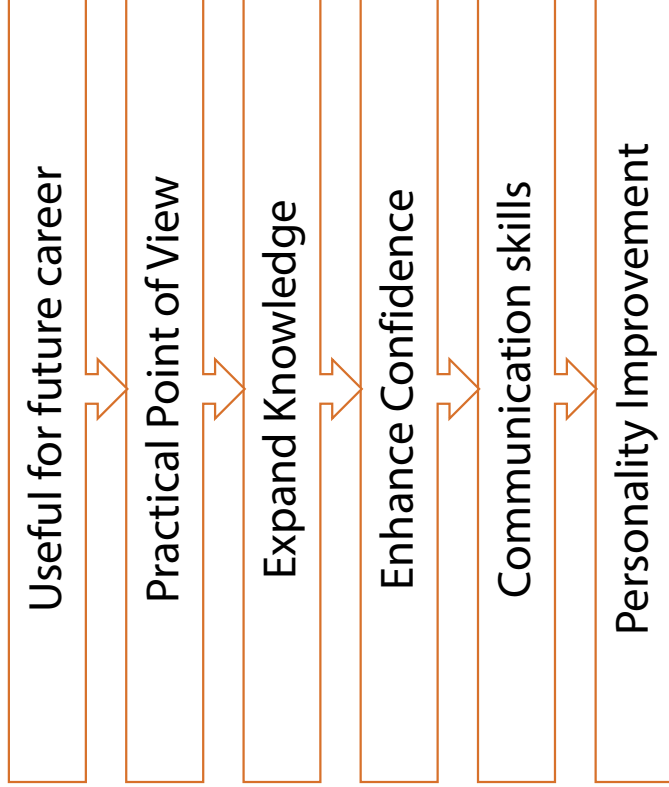 Useful for future career
Practical Point of View
Expand Knowledge
Enhance Confidence
Communication skills
Personality Improvement